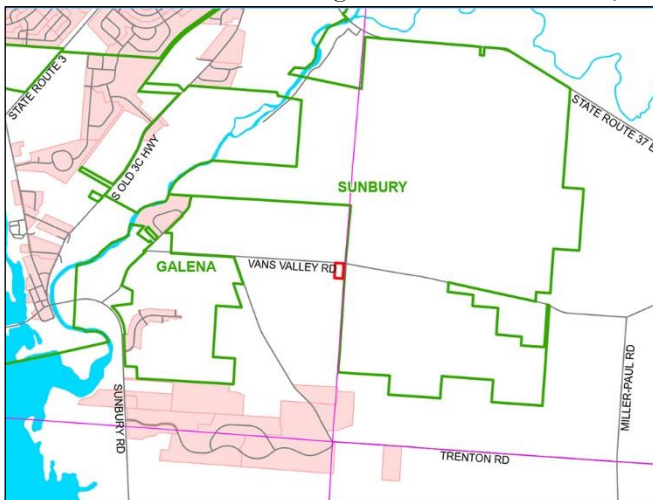 STATE ROUTE 3
S OLD 3C HWY
STATE ROUTE 37 E
SUNBURY
GALENA
VANS VALLEY RD
SUNBURY RD
MILLER-PAUL RD
TRENTON RD